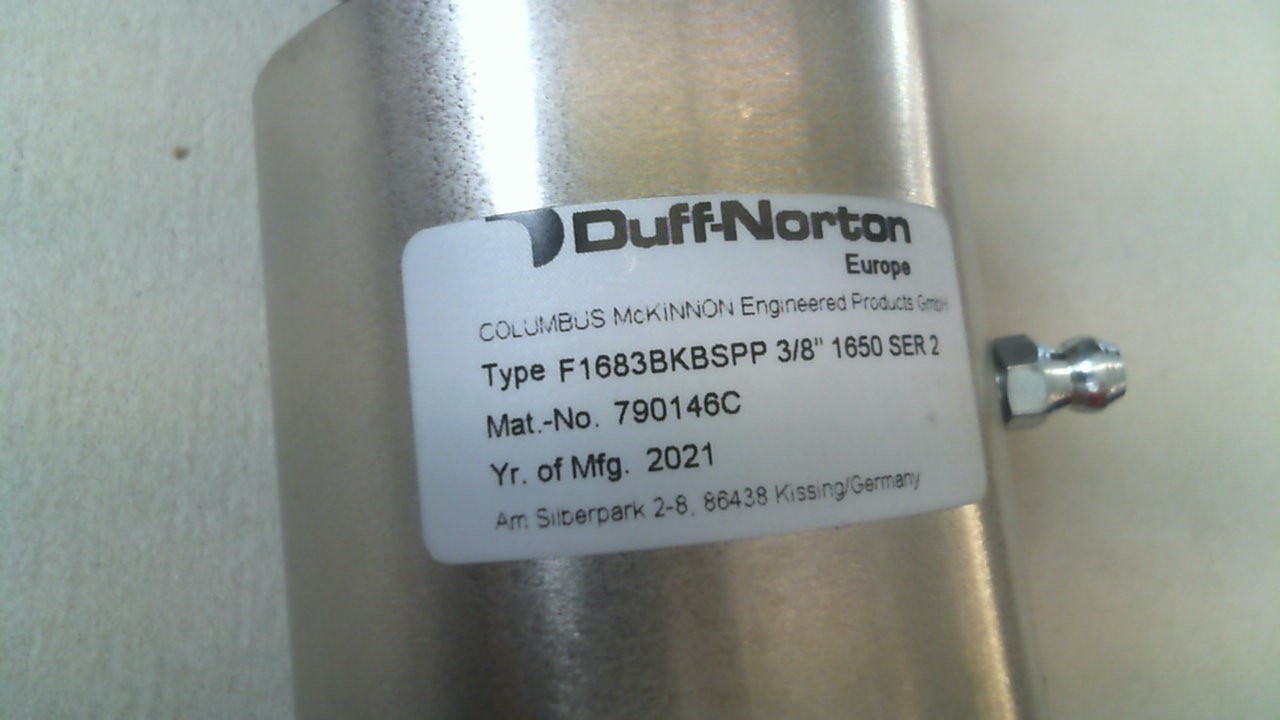 Duff-Norton
Europe
COLUMBUS McKINNON Engineered Products GmbH
Type F1683BKBSPP 3/8" 1650 SER 2
Mat.-No. 790146C
Yr. of Mfg. 2021
Am Silberpark 2-8, 86438 Kissing/Germany